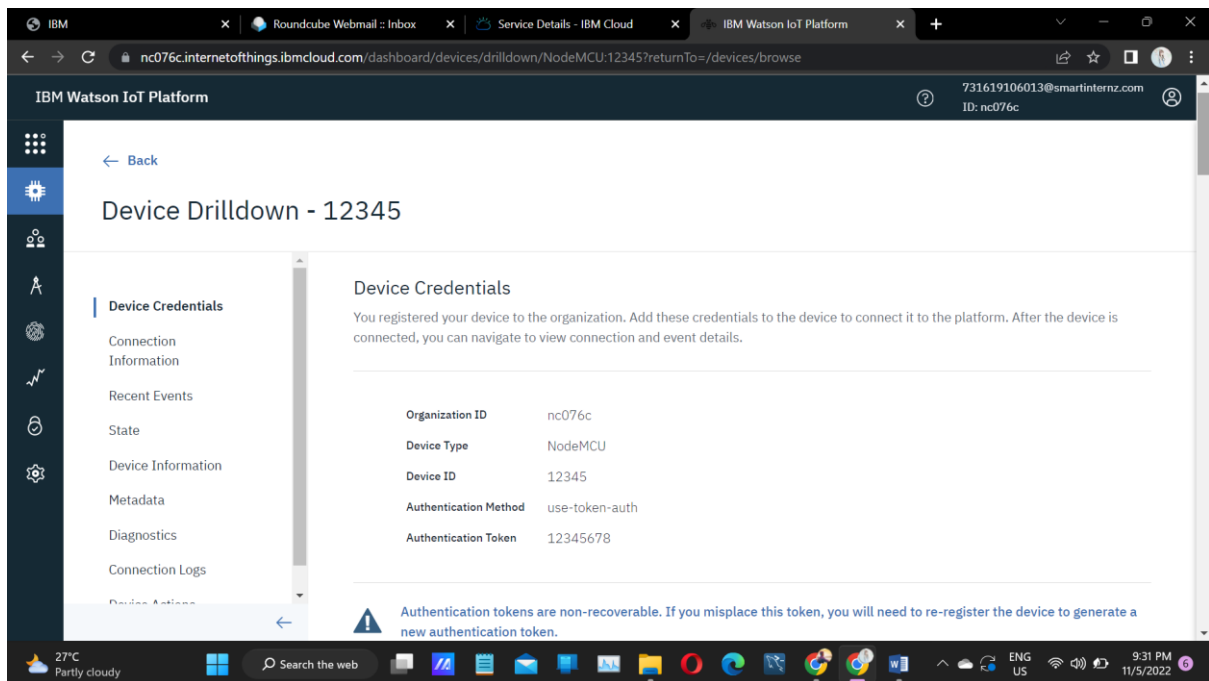 IBM
Roundcube Webmail :: Inbox
Service Details - IBM Cloud
IBM Watson IoT Platform
nc076c.internetofthings.ibmcloud.com/dashboard/devices/drilldown/NodeMCU:12345?returnTo=/devices/browse
IBM Watson IoT Platform
731619106013@smartinternz.com
ID: nc076c
Back
Device Drilldown - 12345
Device Credentials
Connection
Information
Recent Events
State
Device Information
Metadata
Diagnostics
Connection Logs
Device Actions
Device Credentials
You registered your device to the organization. Add these credentials to the device to connect it to the platform. After the device is
connected, you can navigate to view connection and event details.
Organization ID nc076c
Device Type NodeMCU
Device ID 12345
Authentication Method use-token-auth
Authentication Token 12345678
Authentication tokens are non-recoverable. If you misplace this token, you will need to re-register the device to generate a
new authentication token.
27°C
Partly cloudy
Search the web
ENG
US
9:31 PM
11/5/2022
6